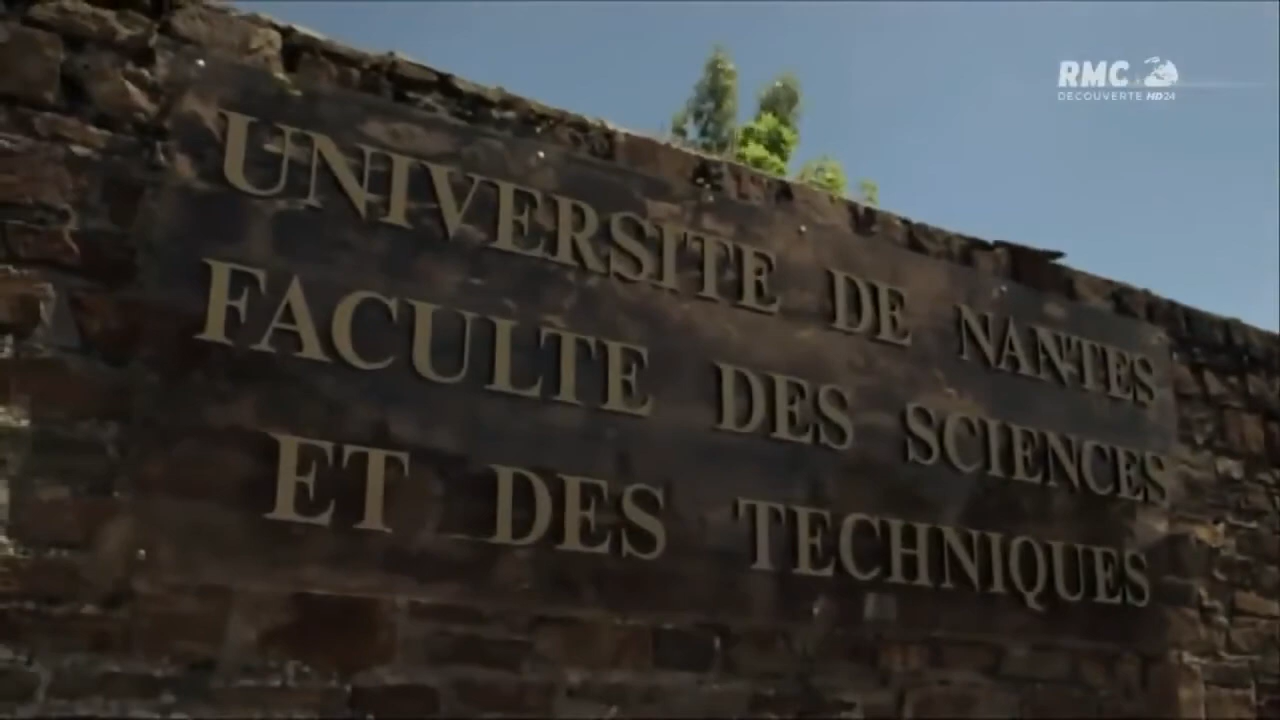 RMC
DECOUVERTE HD24
UNIVERSITE DE NANTES
FACULTE DES SCIENCES
ET DES TECHNIQUES